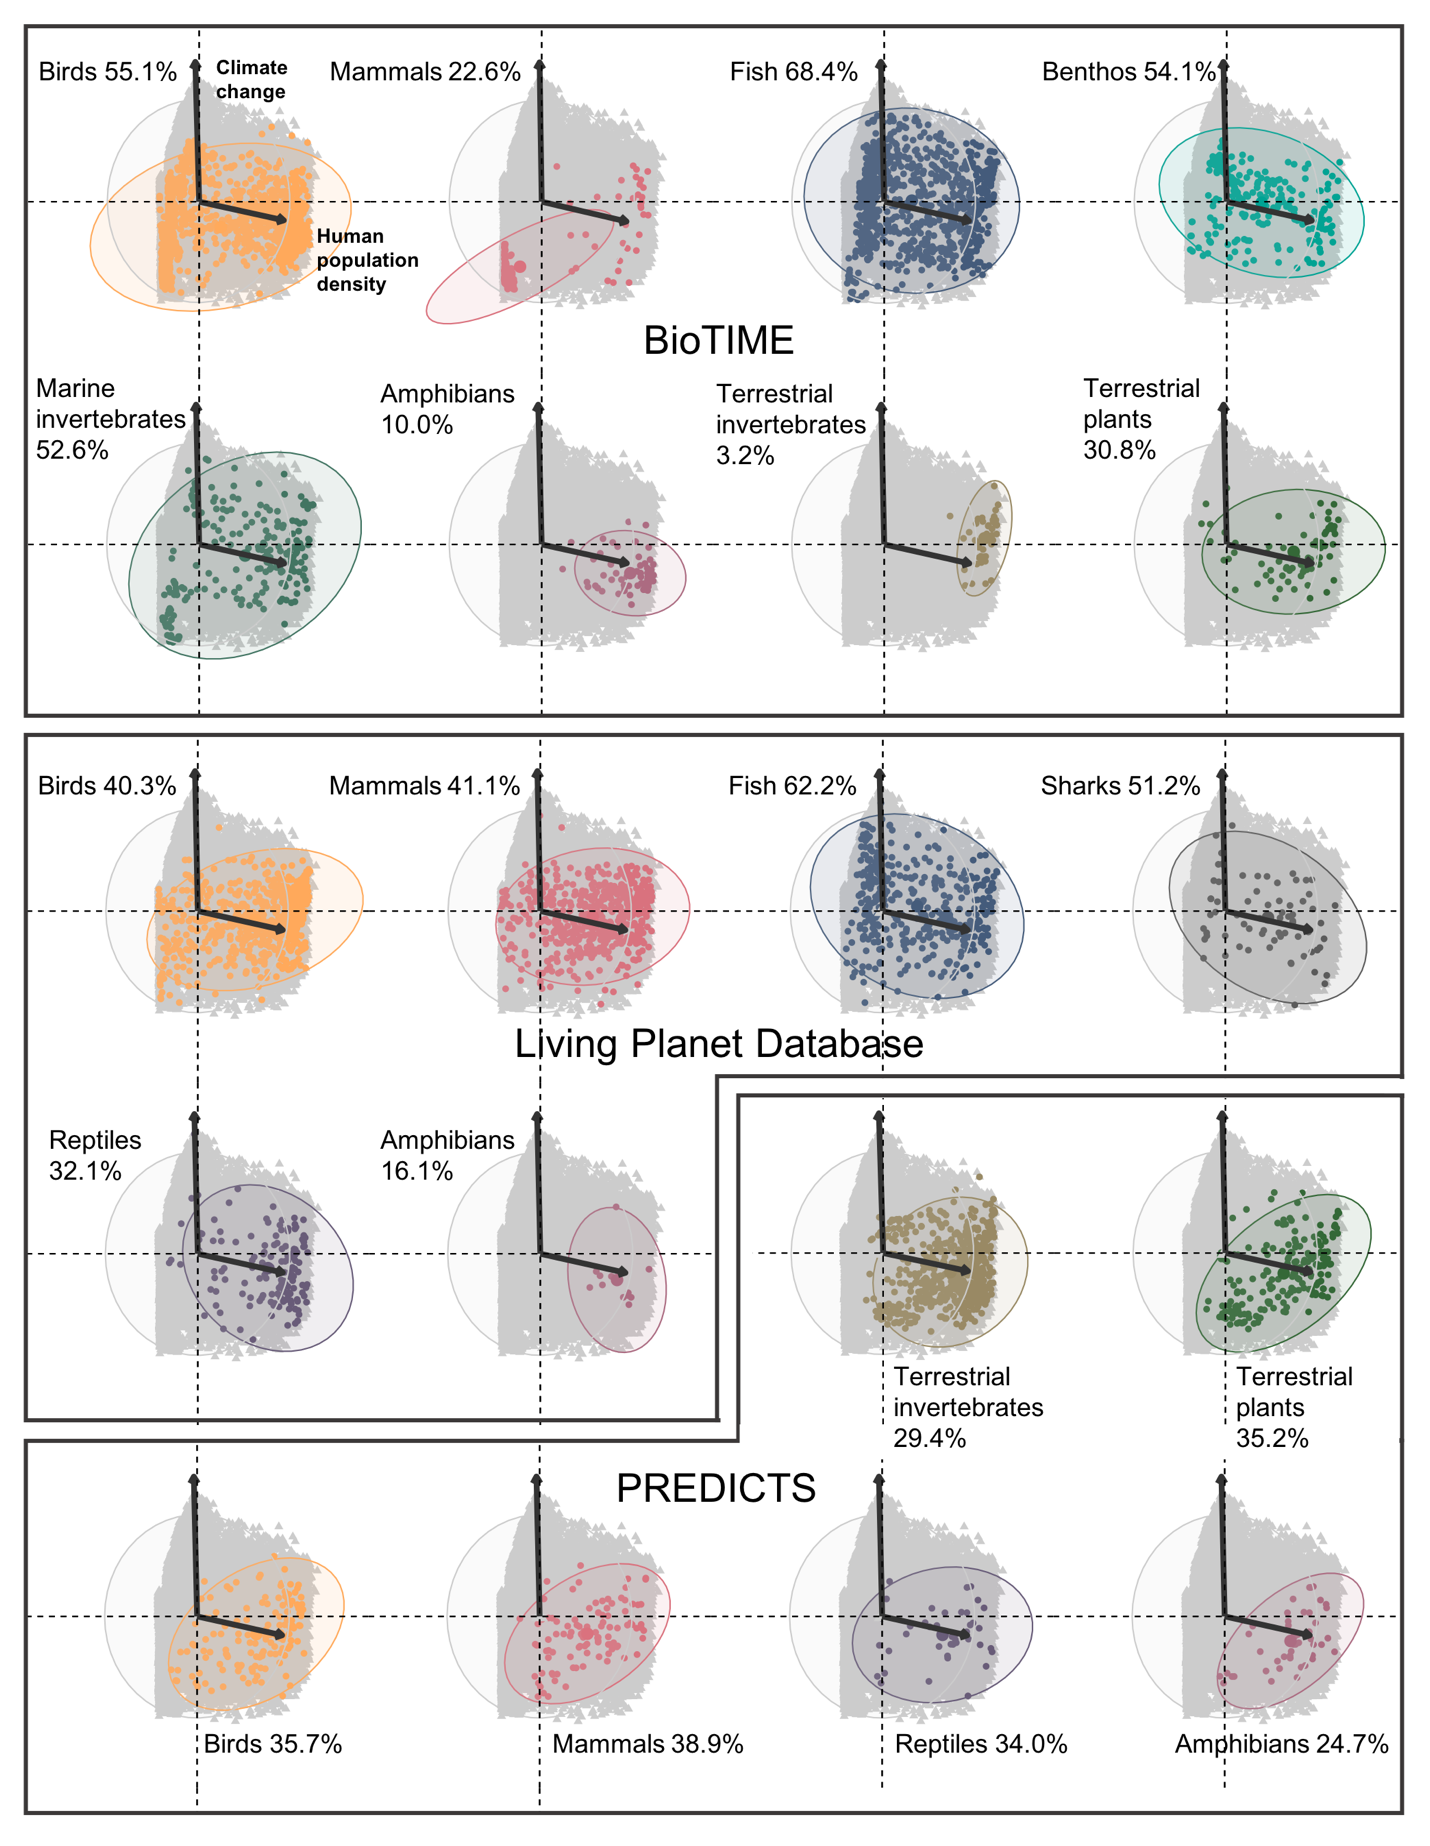 Birds 55.1%
Climate
change
Mammals 22.6%
Fish 68.4%
Benthos 54.1%
Human
population
density
BioTIME
Marine
invertebrates
52.6%
Amphibians
10.0%
Terrestrial
invertebrates
3.2%
Terrestrial
plants
30.8%
Birds 40.3%
Mammals 41.1%
Fish 62.2%
Sharks 51.2%
Living Planet Database
Reptiles
32.1%
Amphibians
16.1%
Terrestrial
invertebrates
29.4%
Terrestrial
plants
35.2%
PREDICTS
Birds 35.7%
Mammals 38.9%
Reptiles 34.0%
Amphibians 24.7%